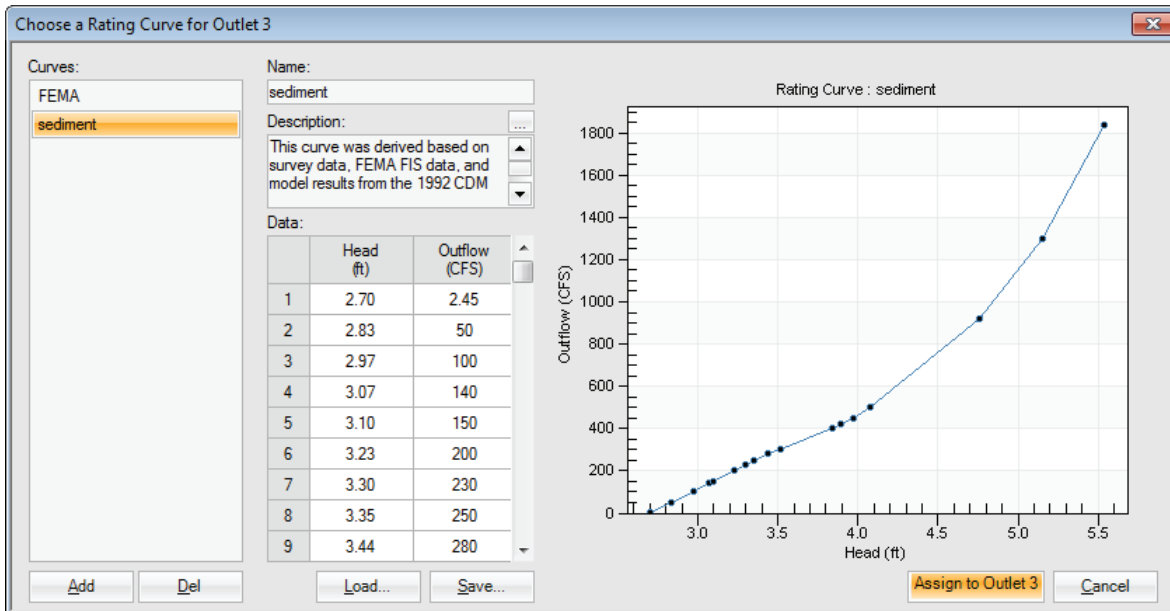 Choose a Rating Curve for Outlet 3
Curves:
FEMA
sediment
Add Del
Name:
sediment
Description:
...
This curve was derived based on
survey data, FEMA FIS data, and
model results from the 1992 CDM
Data:
Head (ft) Outflow (CFS)
1 2.70 2.45
2 2.83 50
3 2.97 100
4 3.07 140
5 3.10 150
6 3.23 200
7 3.30 230
8 3.35 250
9 3.44 280
Load... Save...
Rating Curve : sediment
Outflow (CFS)
1800
1600
1400
1200
1000
800
600
400
200
0
3.0 3.5 4.0 4.5 5.0 5.5
Head (ft)
Assign to Outlet 3 Cancel